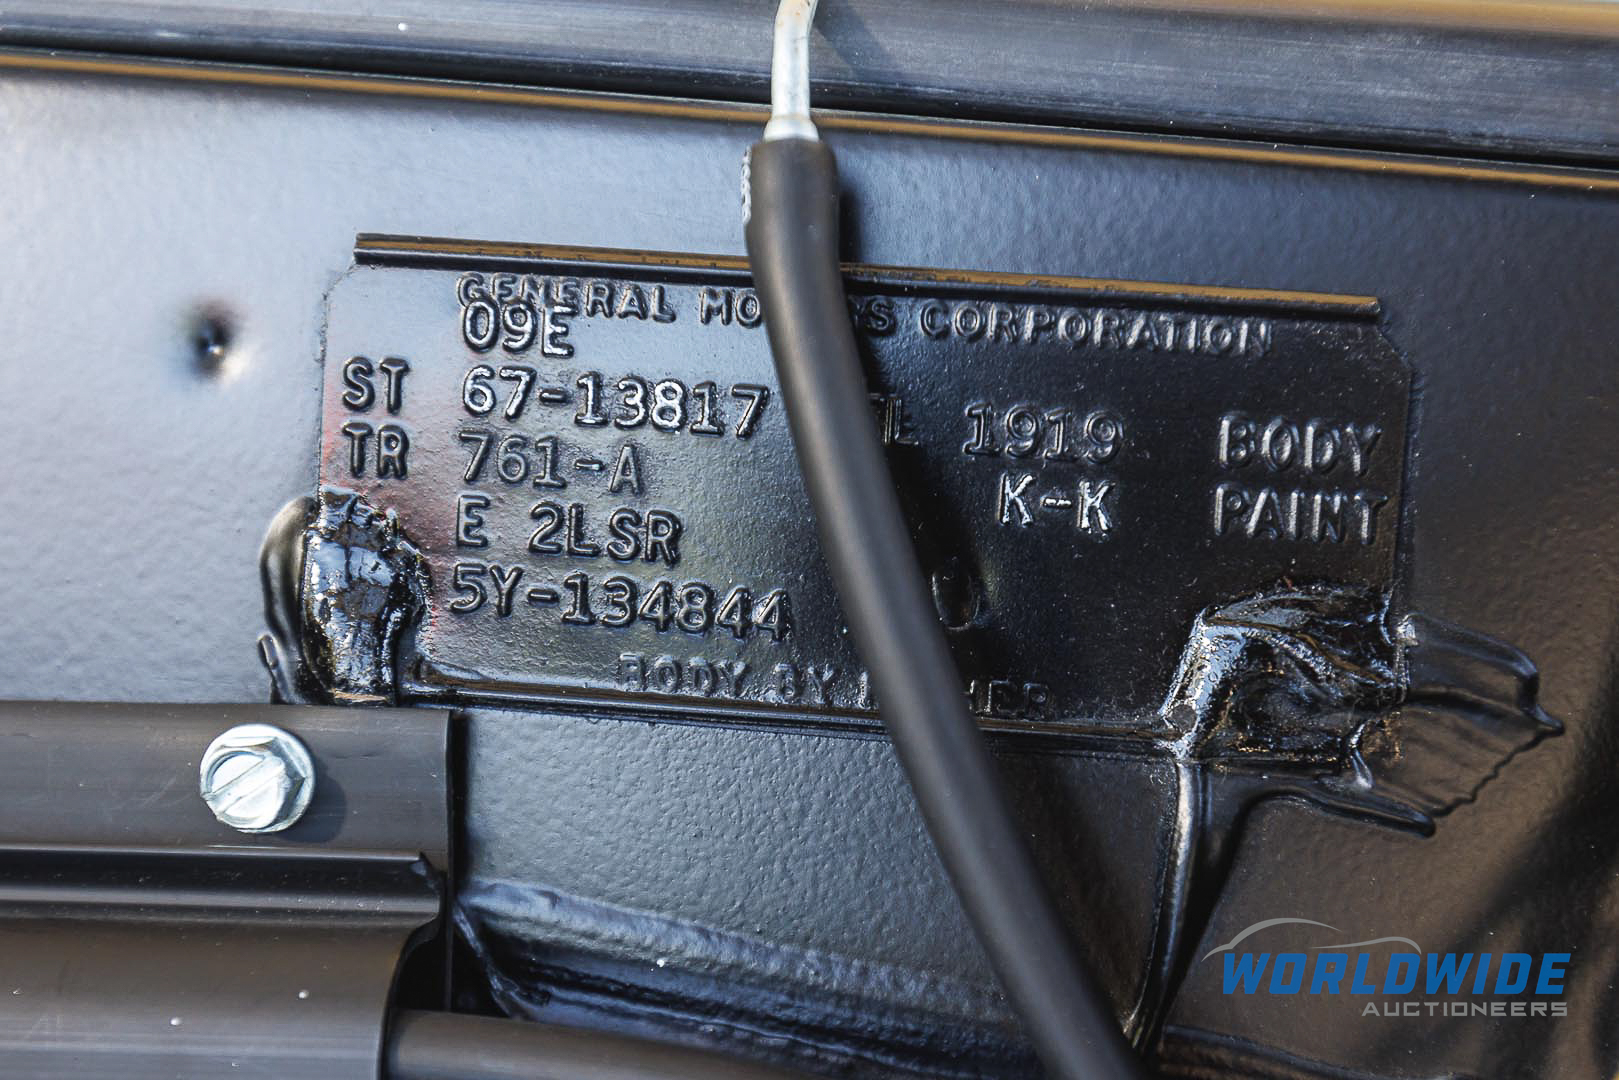 GENERAL MO S CORPORATION
09E
ST 67-13817 L 1919 BODY
TR 761-A K-K PAINT
E 2LSR
5Y-134844
BODY BY HER
WORLDWIDE
AUCTIONEERS